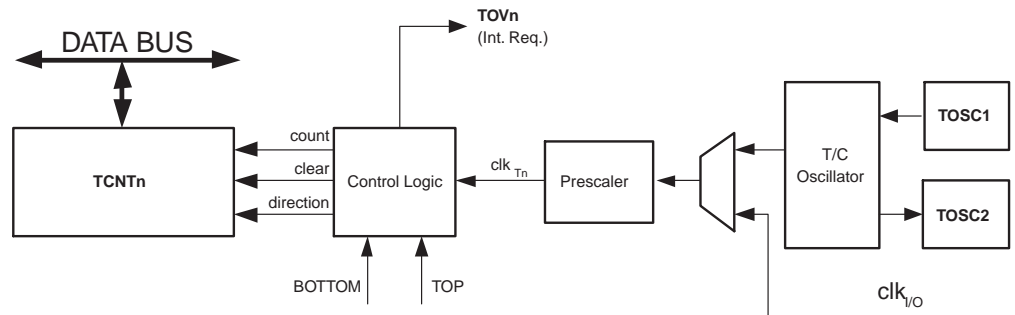 TOVn
(Int. Req.)
DATA BUS
TOSC1
count
T/C
Oscillator
clk Tn
TCNTn
clear
Control Logic
Prescaler
direction
TOSC2
BOTTOM
TOP
clkI/O